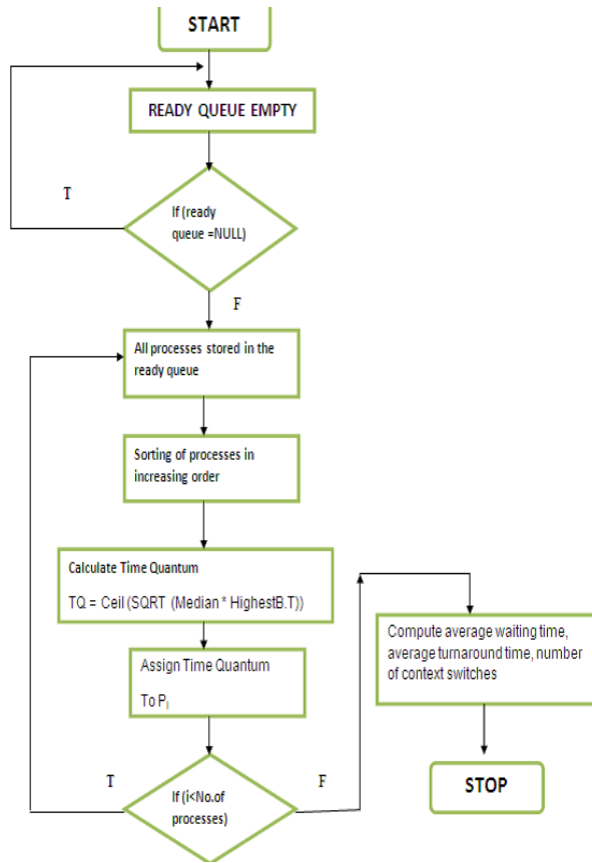 START
READY QUEUE EMPTY
T
If (ready
queue =NULL)
F
All processes stored in the
ready queue
Sorting of processes in
increasing order
Calculate Time Quantum
TQ = Ceil (SQRT (Median * HighestB.T))
Assign Time Quantum
To Pi
T
If (i<No.of
processes)
F
Compute average waiting time,
average turnaround time, number
of context switches
STOP